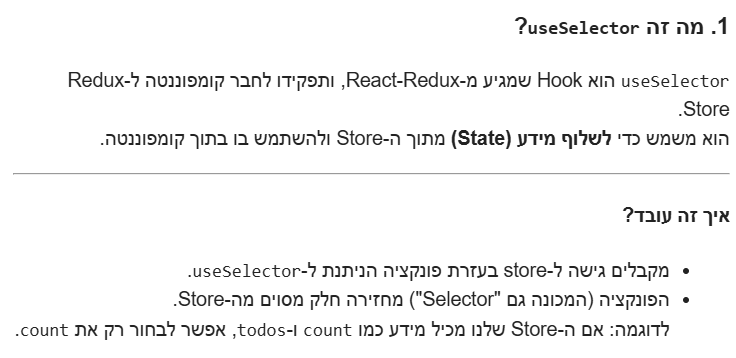 1. מה זה useSelector?
useSelector הוא Hook שמגיע מ-React-Redux, ותפקידו לחבר קומפוננטה ל-Redux
Store.
הוא משמש כדי לשלוף מידע (State) מתוך ה-Store ולהשתמש בו בתוך קומפוננטה.
איך זה עובד?
• מקבלים גישה ל-store בעזרת פונקציה הניתנת ל-useSelector.
• הפונקציה (המכונה גם "Selector") מחזירה חלק מסוים מה-Store.
לדוגמה: אם ה-Store שלנו מכיל מידע כמו count ו-todos, אפשר לבחור רק את count.